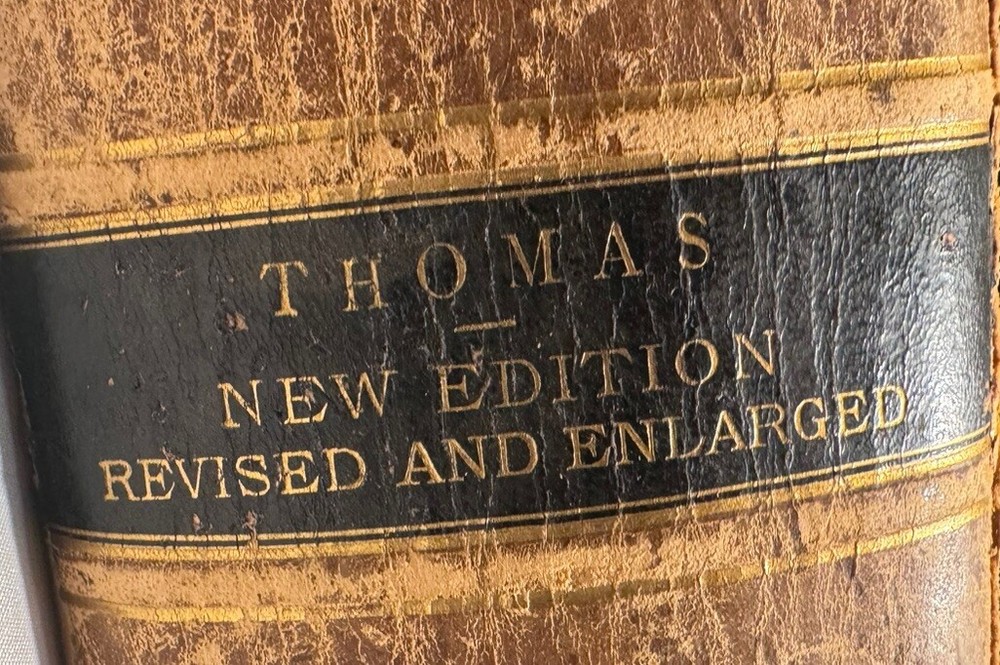 THOMAS
NEW EDITION
REVISED AND ENLARGED